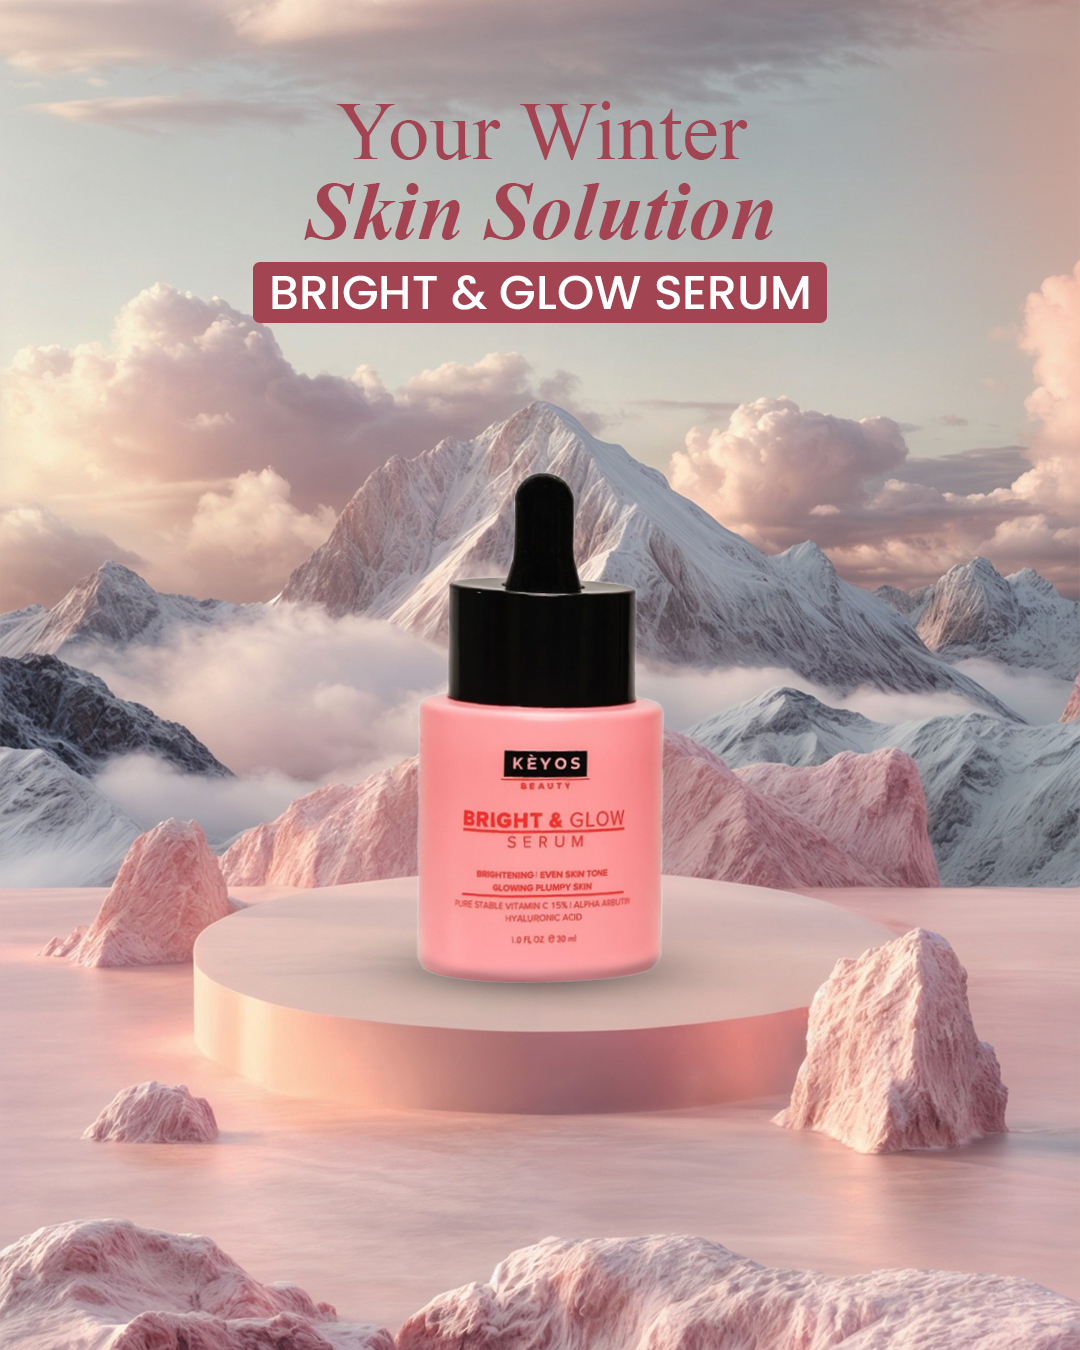 Your Winter
Skin Solution
BRIGHT & GLOW SERUM
KÈYOS
BEAUTY
BRIGHT & GLOW
SERUM
BRIGHTENING | EVEN SKIN TONE
GLOWING PLUMPY SKIN
PURE STABLE VITAMIN C 15% | ALPHA ARBUTIN
HYALURONIC ACID
1.0 FL OZ ℮ 30 ml